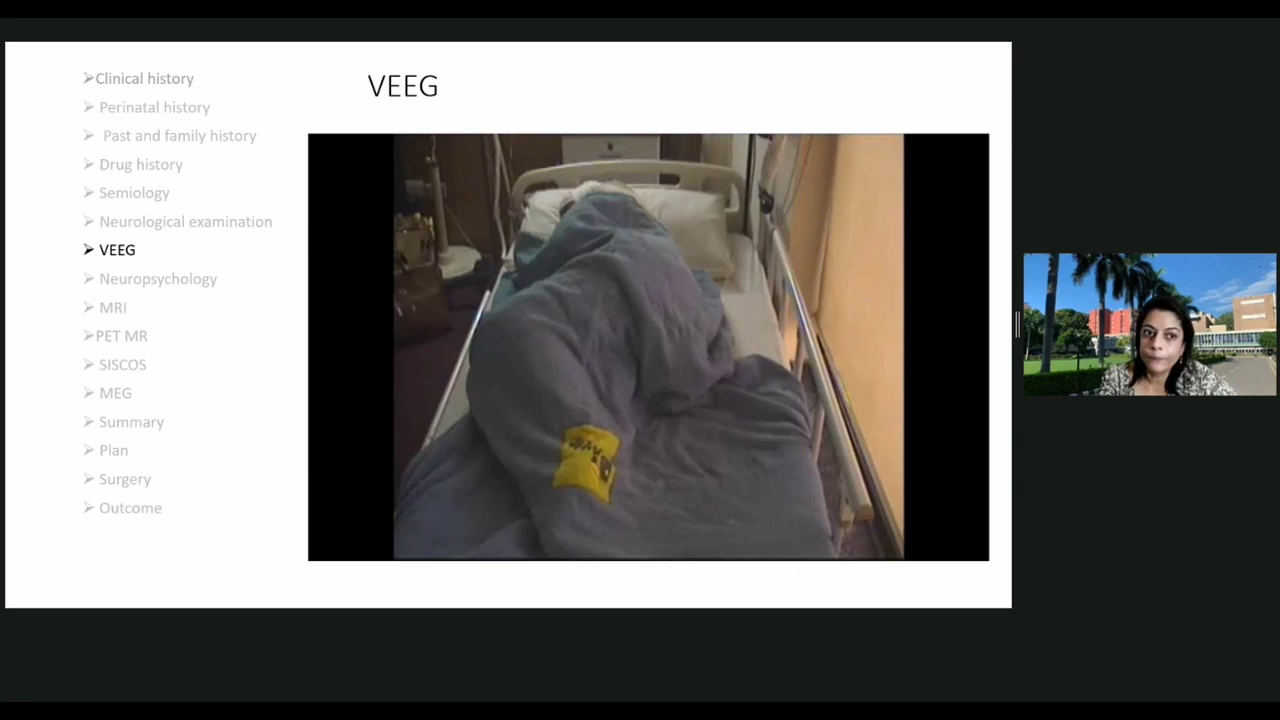 VEEG
➢Clinical history
➢ Perinatal history
➢ Past and family history
➢ Drug history
➢ Semiology
➢ Neurological examination
➢ VEEG
➢ Neuropsychology
➢ MRI
➢PET MR
➢ SISCOS
➢ MEG
➢ Summary
➢ Plan
➢ Surgery
➢ Outcome